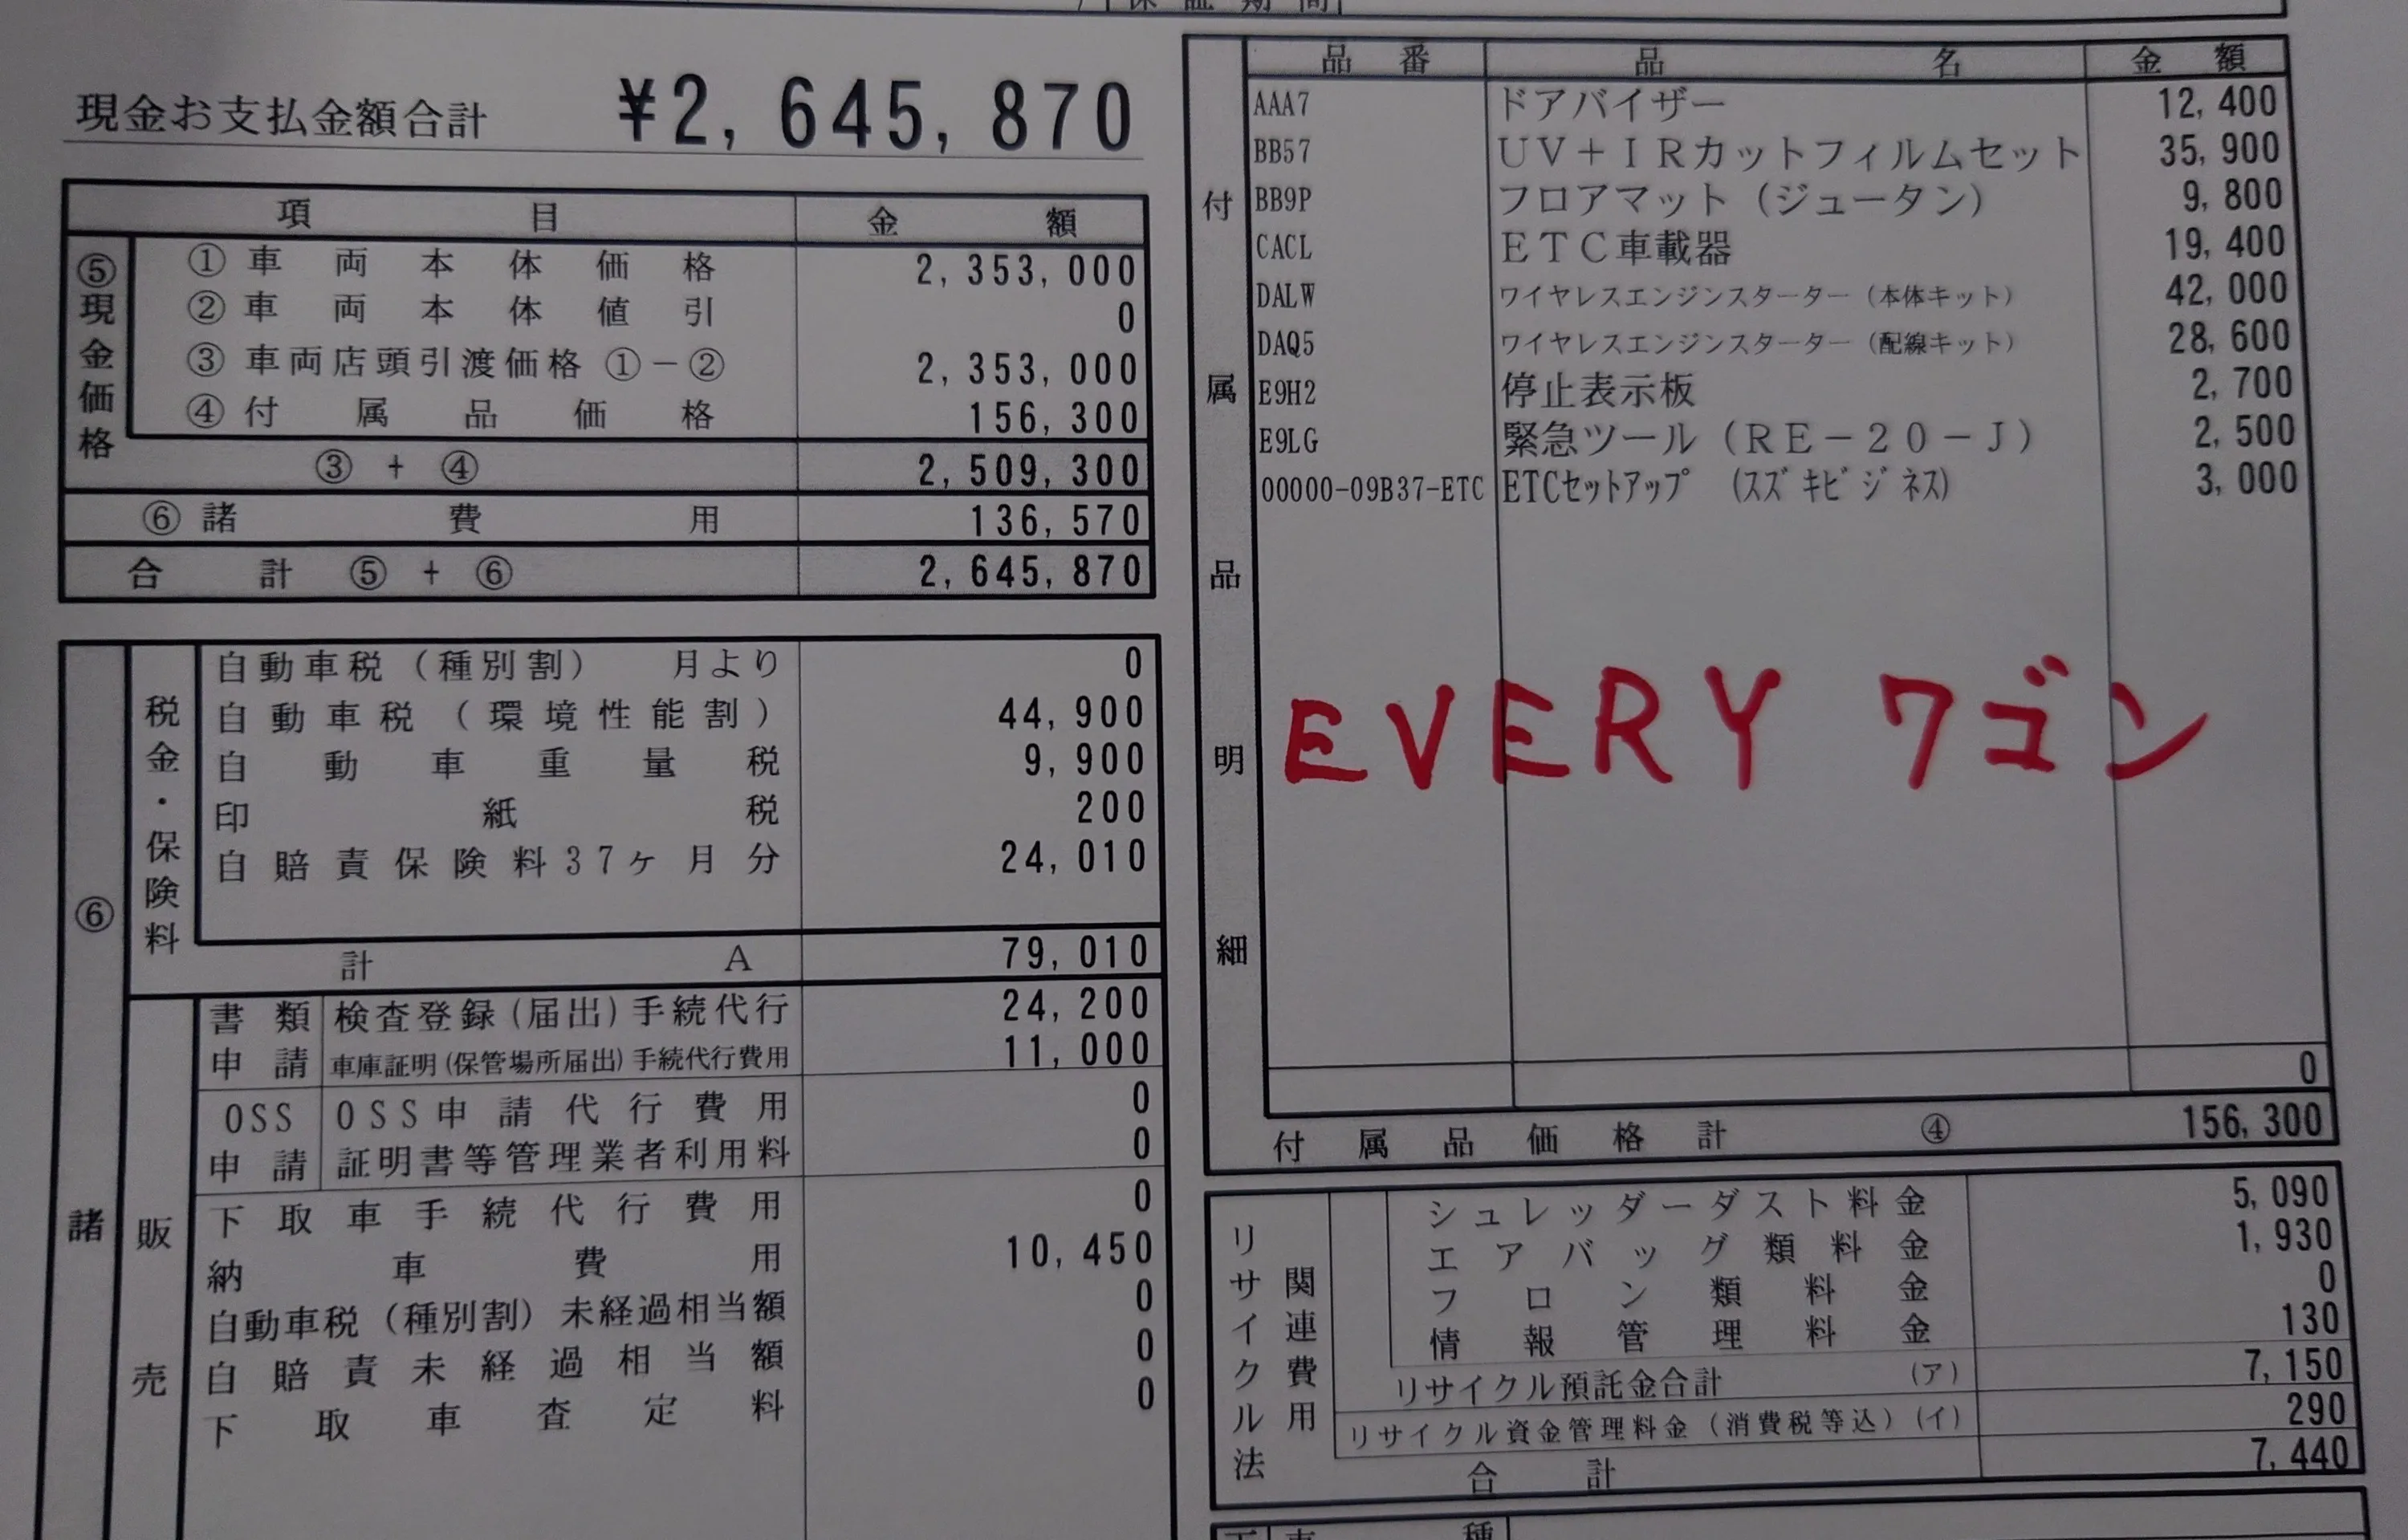 保証期間
現金お支払金額合計 ¥2,645,870
項目 金額
⑤現金価格
①車両本体価格 2,353,000
②車両本体値引 0
③車両店頭引渡価格①-② 2,353,000
④付属品価格 156,300
③+④ 2,509,300
⑥諸費用 136,570
合計⑤+⑥ 2,645,870
⑥諸
税金・保険料
自動車税(種別割) 月より 0
自動車税(環境性能割) 44,900
自動車重量税 9,900
印紙税 200
自賠責保険料37ヶ月分 24,010
計 A 79,010
販売
書類申請 検査登録(届出)手続代行 24,200
車庫証明(保管場所届出)手続代行費用 11,000
OSS申請 OSS申請代行費用 0
証明書等管理業者利用料 0
下取車手続代行費用 0
納車費用 10,450
自動車税(種別割)未経過相当額 0
自賠責未経過相当額 0
下取車査定料 0
付属品明細
品番 品名 金額
AAA7 ドアバイザー 12,400
BB57 UV+IRカットフィルムセット 35,900
BB9P フロアマット(ジュータン) 9,800
CACL ETC車載器 19,400
DALW ワイヤレスエンジンスターター(本体キット) 42,000
DAQ5 ワイヤレスエンジンスターター(配線キット) 28,600
E9H2 停止表示板 2,700
E9LG 緊急ツール(RE-20-J) 2,500
00000-09B37-ETC ETCセットアップ (スズキビジネス) 3,000
EVERY ワゴン
0
付属品価格計 ④ 156,300
リサイクル法関連費用
シュレッダーダスト料金 5,090
エアバッグ類料金 1,930
フロン類料金 0
情報管理料金 130
リサイクル預託金合計 (ア) 7,150
リサイクル資金管理料金(消費税等込)(イ) 290
合計 7,440
車種